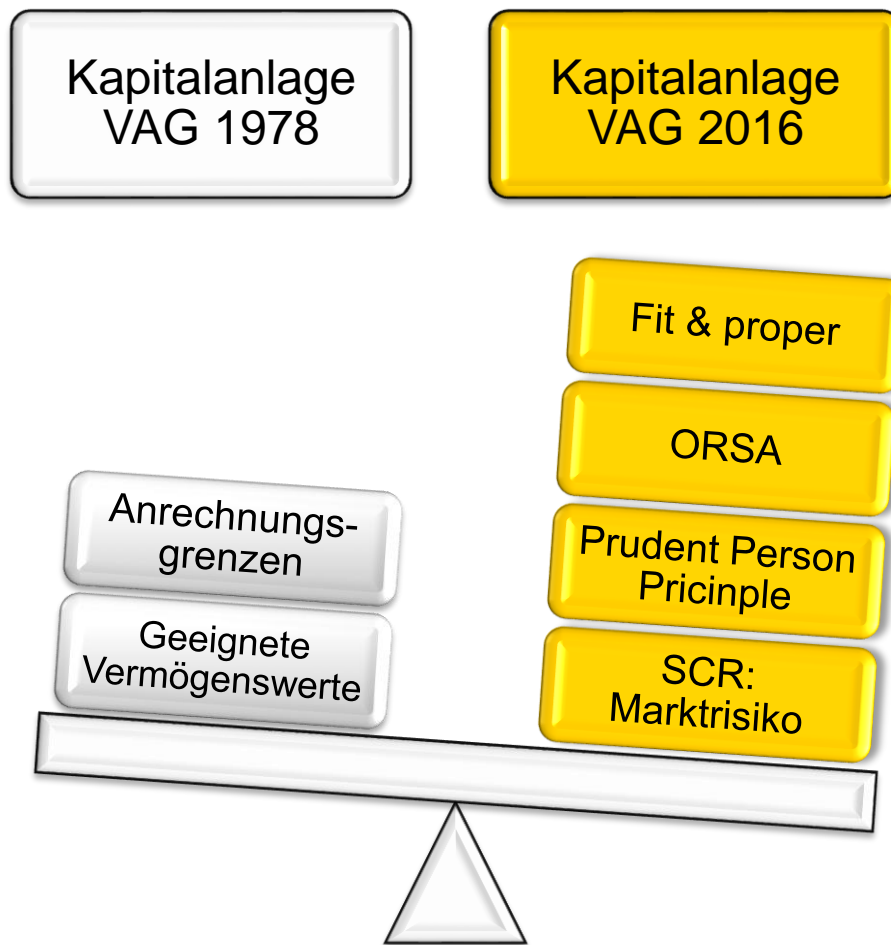 Kapitalanlage
VAG 1978
Kapitalanlage
VAG 2016
Fit & proper
ORSA
Prudent Person
Pricinple
SCR:
Marktrisiko
Anrechnungs-
grenzen
Geeignete
Vermögenswerte